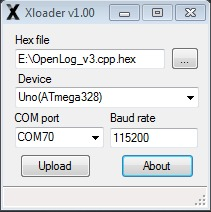 Xloader v1.00
Hex file
E:\OpenLog_v3.cpp.hex
...
Device
Uno(ATmega328)
COM port
Baud rate
COM70
115200
Upload
About